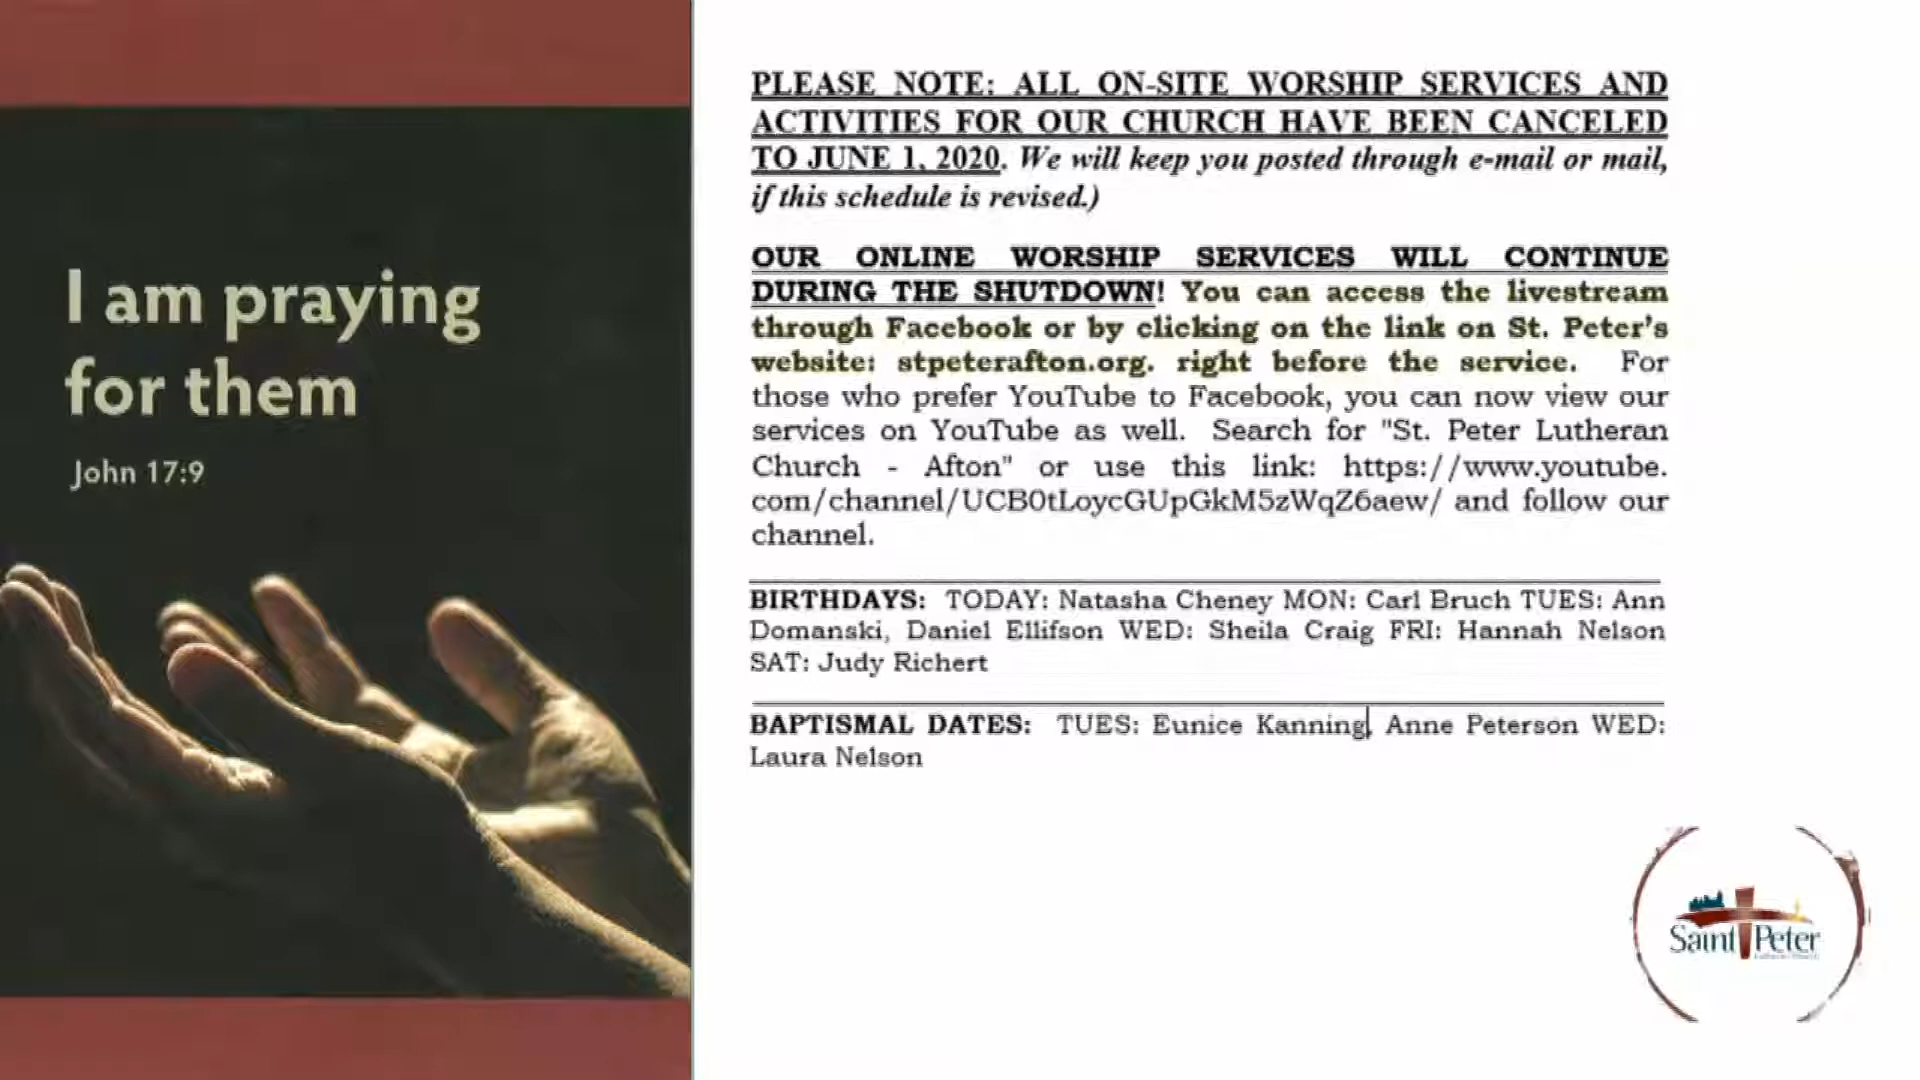 I am praying
for them
John 17:9
PLEASE NOTE: ALL ON-SITE WORSHIP SERVICES AND
ACTIVITIES FOR OUR CHURCH HAVE BEEN CANCELED
TO JUNE 1, 2020. We will keep you posted through e-mail or mail,
if this schedule is revised.)
OUR ONLINE WORSHIP SERVICES WILL CONTINUE
DURING THE SHUTDOWN! You can access the livestream
through Facebook or by clicking on the link on St. Peter's
website: stpeterafton.org. right before the service. For
those who prefer YouTube to Facebook, you can now view our
services on YouTube as well. Search for "St. Peter Lutheran
Church - Afton" or use this link: https://www.youtube.
com/channel/UCB0tLoycGUpGkM5zWqZ6aew/ and follow our
channel.
BIRTHDAYS: TODAY: Natasha Cheney MON: Carl Bruch TUES: Ann
Domanski, Daniel Ellifson WED: Sheila Craig FRI: Hannah Nelson
SAT: Judy Richert
BAPTISMAL DATES: TUES: Eunice Kanning, Anne Peterson WED:
Laura Nelson
Saint Peter